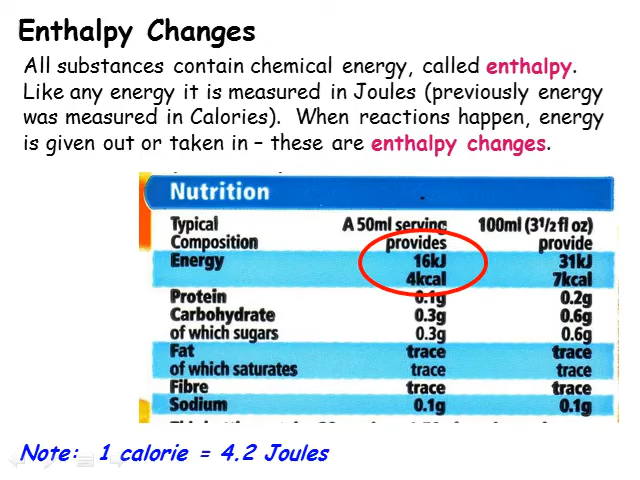 Enthalpy Changes
All substances contain chemical energy, called enthalpy.
Like any energy it is measured in Joules (previously energy
was measured in Calories). When reactions happen, energy
is given out or taken in – these are enthalpy changes.
Nutrition
Typical A 50ml serving 100ml (3½fl oz)
Composition provides provide
Energy 16kJ 31kJ
4kcal 7kcal
Protein 0.1g 0.2g
Carbohydrate 0.3g 0.6g
of which sugars 0.3g 0.6g
Fat trace trace
of which saturates trace trace
Fibre trace trace
Sodium 0.1g 0.1g
Note: 1 calorie = 4.2 Joules